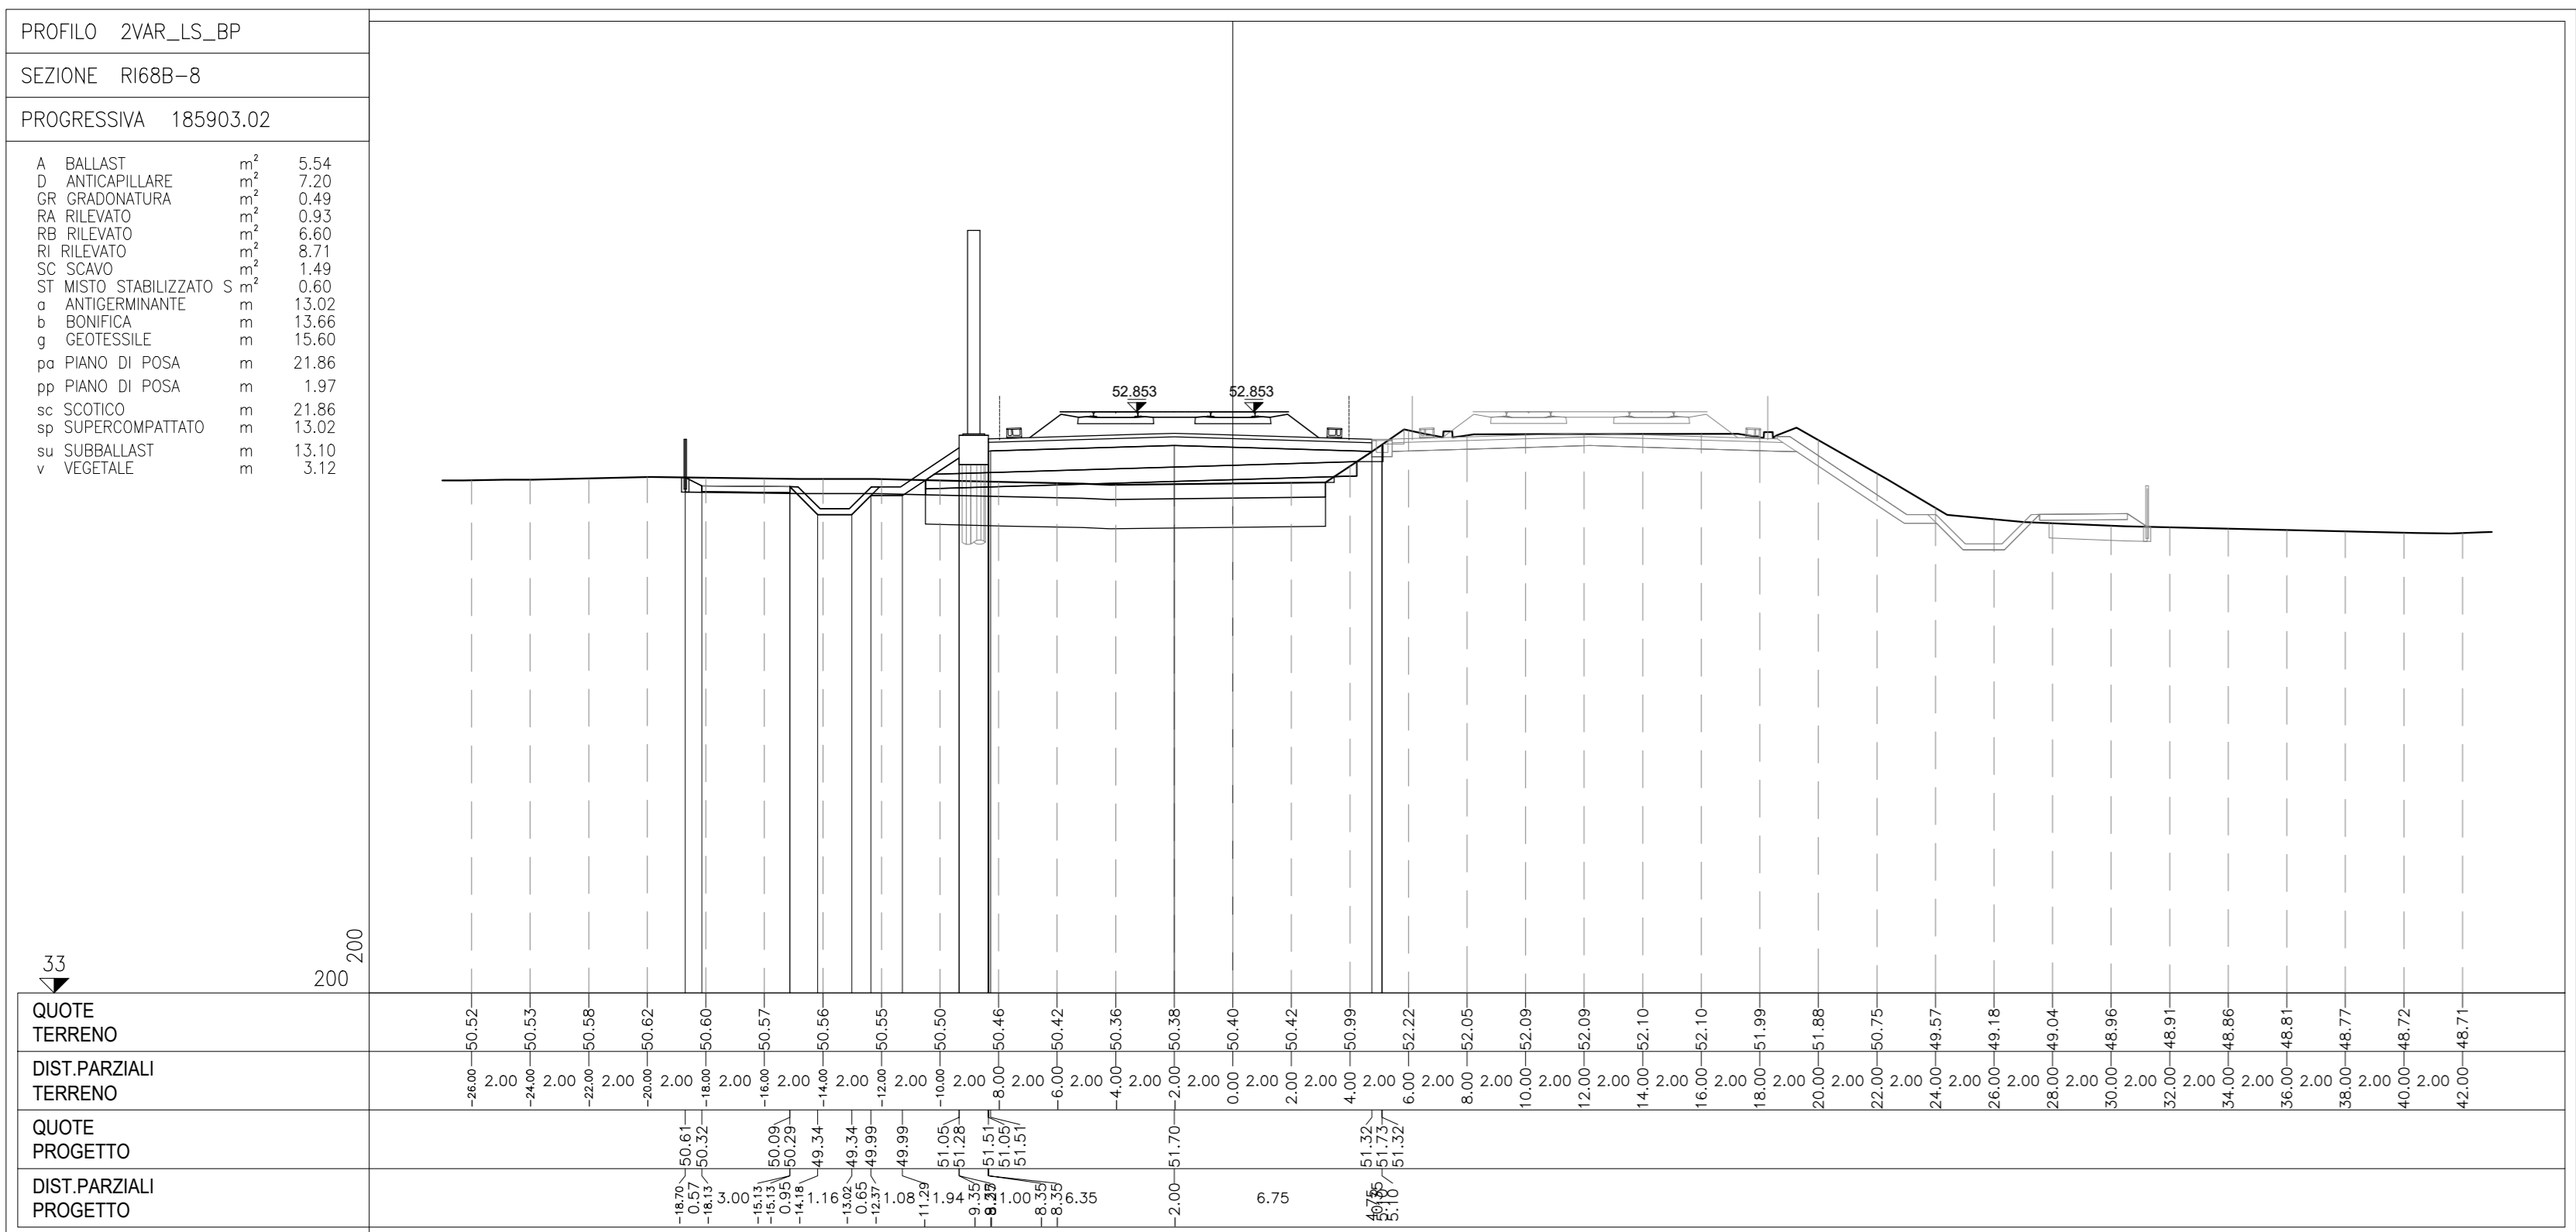 PROFILO 2VAR_LS_BP
SEZIONE RI68B-8
PROGRESSIVA 185903.02
A BALLAST m² 5.54
D ANTICAPILLARE m² 7.20
GR GRADONATURA m² 0.49
RA RILEVATO m² 0.93
RB RILEVATO m² 6.60
RI RILEVATO m² 8.71
SC SCAVO m² 1.49
ST MISTO STABILIZZATO S m² 0.60
a ANTIGERMINANTE m 13.02
b BONIFICA m 13.66
g GEOTESSILE m 15.60
pa PIANO DI POSA m 21.86
pp PIANO DI POSA m 1.97
sc SCOTICO m 21.86
sp SUPERCOMPATTATO m 13.02
su SUBBALLAST m 13.10
v VEGETALE m 3.12
52.853 52.853
33
200
200
QUOTE
TERRENO
50.52 50.53 50.58 50.62 50.60 50.57 50.56 50.55 50.50 50.46 50.42 50.36 50.38 50.40 50.42 50.99 52.22 52.05 52.09 52.09 52.10 52.10 51.99 51.88 50.75 49.57 49.18 49.04 48.96 48.91 48.86 48.81 48.77 48.72 48.71
DIST.PARZIALI
TERRENO
-26.00 2.00 -24.00 2.00 -22.00 2.00 -20.00 2.00 -18.00 2.00 -16.00 2.00 -14.00 2.00 -12.00 2.00 -10.00 2.00 -8.00 2.00 -6.00 2.00 -4.00 2.00 -2.00 2.00 0.00 2.00 2.00 2.00 4.00 2.00 6.00 2.00 8.00 2.00 10.00 2.00 12.00 2.00 14.00 2.00 16.00 2.00 18.00 2.00 20.00 2.00 22.00 2.00 24.00 2.00 26.00 2.00 28.00 2.00 30.00 2.00 32.00 2.00 34.00 2.00 36.00 2.00 38.00 2.00 40.00 2.00 42.00
QUOTE
PROGETTO
50.61 50.32 50.09 50.29 49.34 49.34 49.99 49.99 51.05 51.28 51.51 51.05 51.51 51.70 51.32 51.73 51.32
DIST.PARZIALI
PROGETTO
-18.70 0.57 -18.13 3.00 -15.13 -15.13 0.95 -14.18 1.16 -13.02 0.65 -12.37 1.08 -11.29 1.94 -9.35 1.00 -8.35 -8.35 6.35 -2.00 6.75 5.10